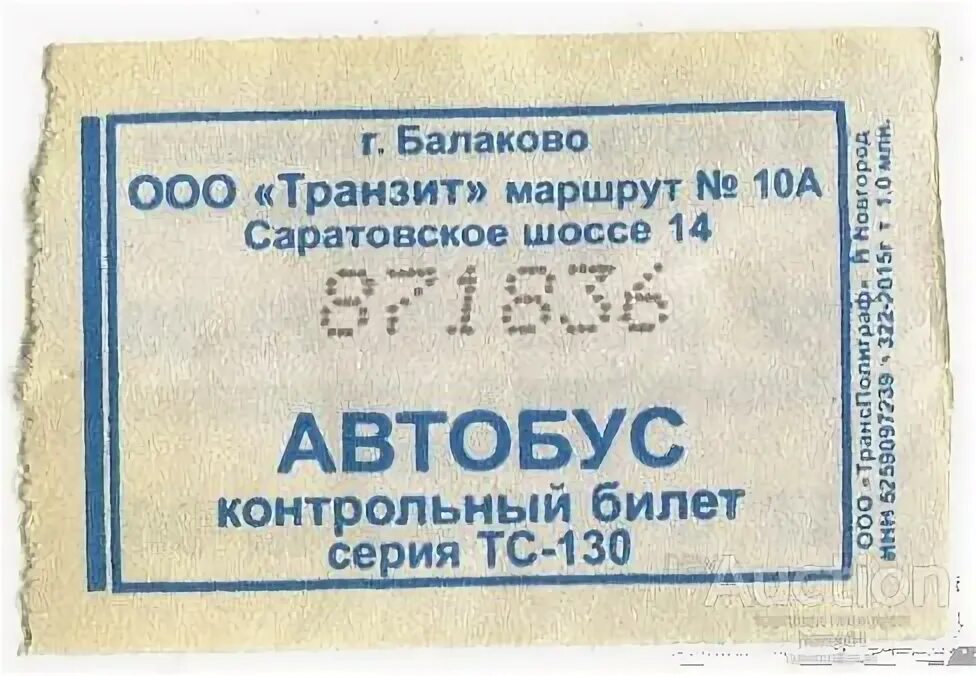 г. Балаково
ООО «Транзит» маршрут № 10А
Саратовское шоссе 14
871836
АВТОБУС
контрольный билет
серия ТС-130
ООО «ТрансПолиграф» Н Новгород
ИНН 5259097239 · 322-2015г т 1,0 млн.
Auction